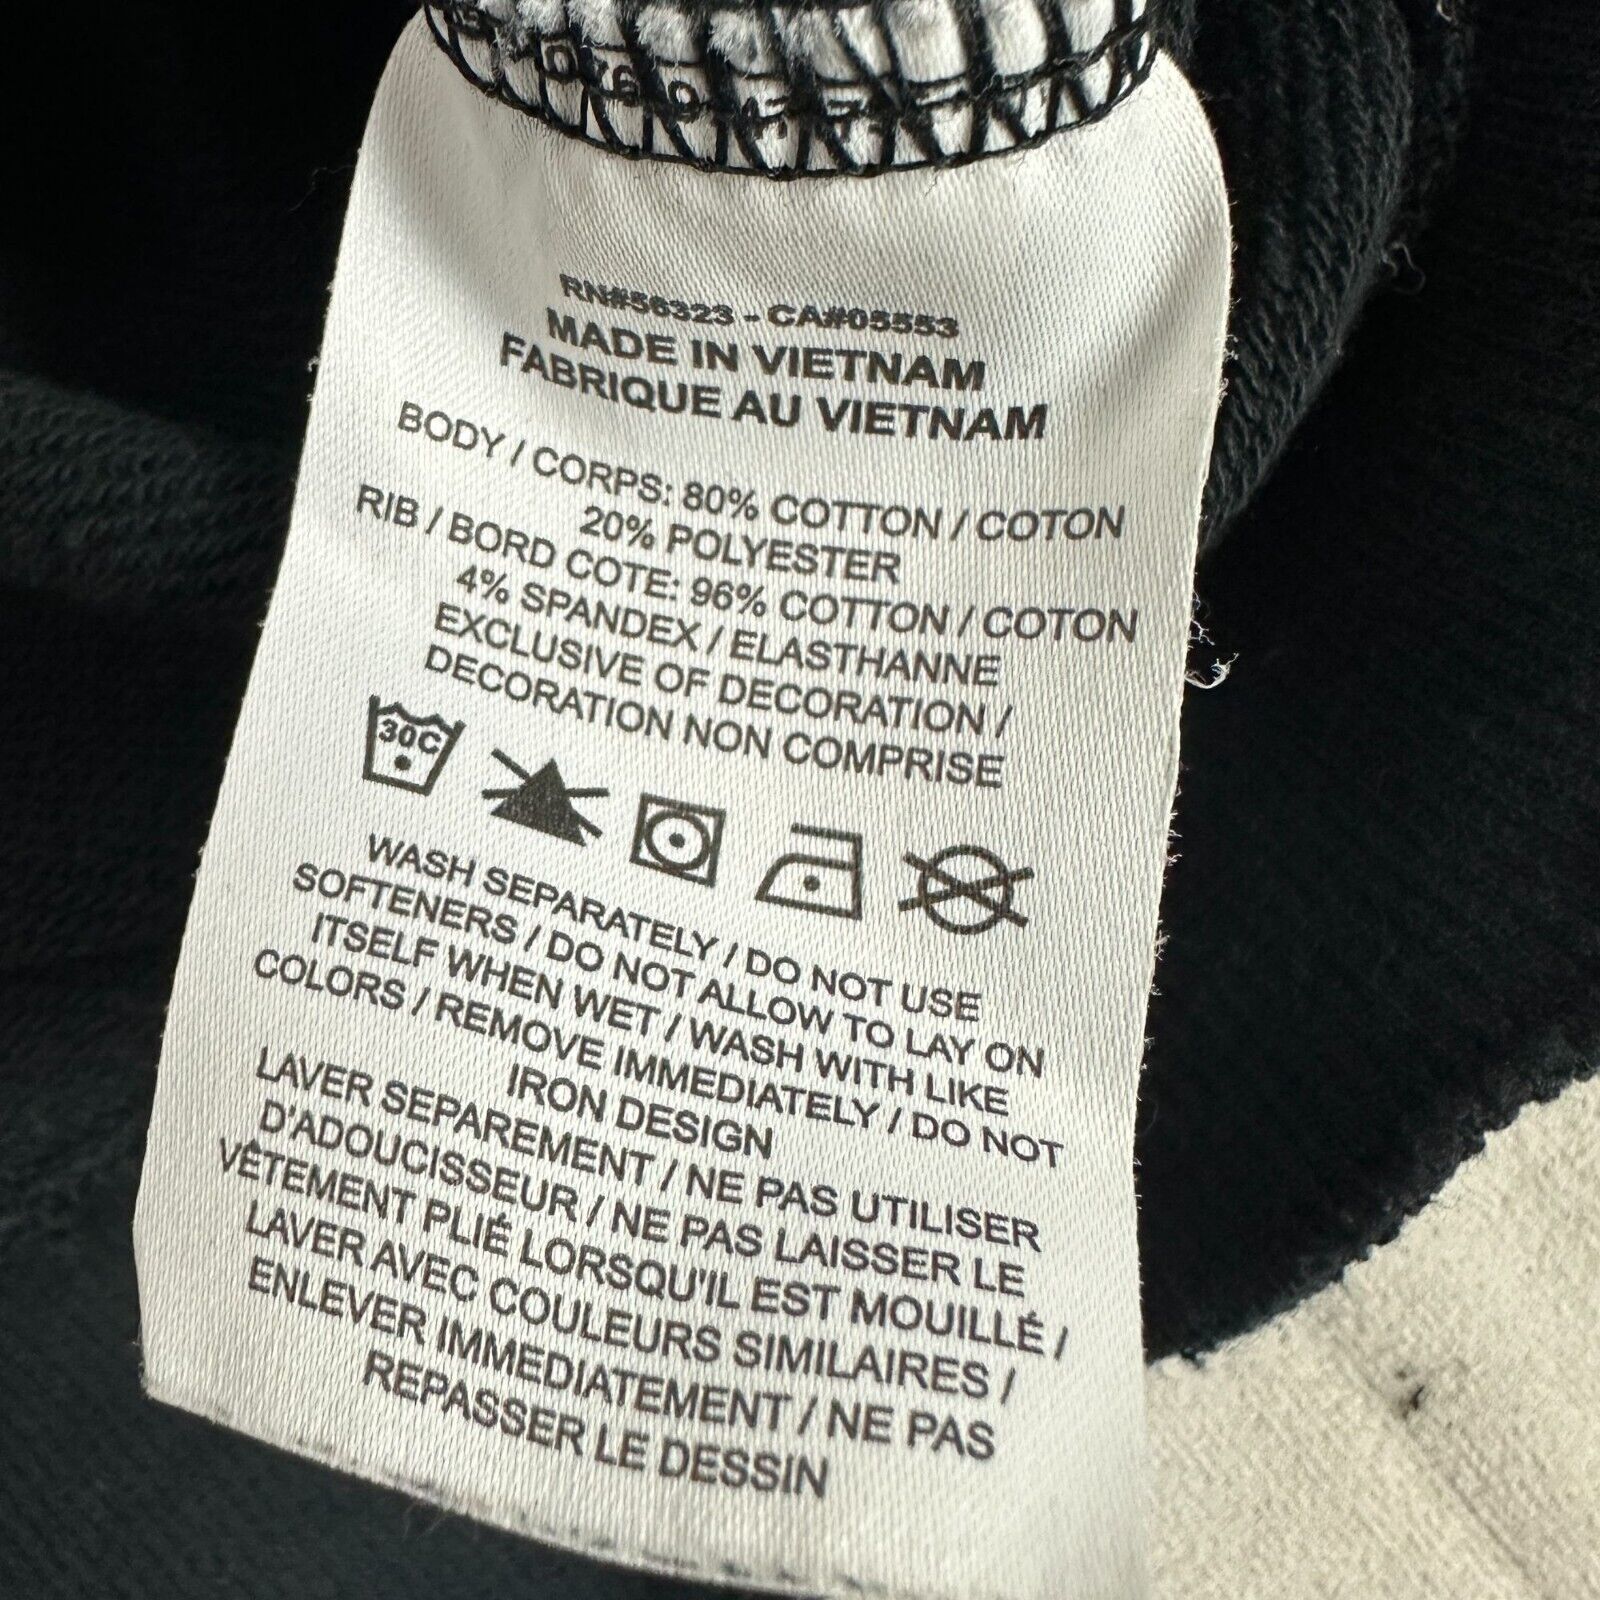 RN#56323 - CA#05553
MADE IN VIETNAM
FABRIQUE AU VIETNAM
BODY / CORPS: 80% COTTON / COTON
20% POLYESTER
RIB / BORD COTE: 96% COTTON / COTON
4% SPANDEX / ELASTHANNE
EXCLUSIVE OF DECORATION /
DECORATION NON COMPRISE
30C
WASH SEPARATELY / DO NOT USE
SOFTENERS / DO NOT ALLOW TO LAY ON
ITSELF WHEN WET / WASH WITH LIKE
COLORS / REMOVE IMMEDIATELY / DO NOT
IRON DESIGN
LAVER SEPAREMENT / NE PAS UTILISER
D'ADOUCISSEUR / NE PAS LAISSER LE
VÊTEMENT PLIÉ LORSQU'IL EST MOUILLÉ /
LAVER AVEC COULEURS SIMILAIRES /
ENLEVER IMMEDIATEMENT / NE PAS
REPASSER LE DESSIN